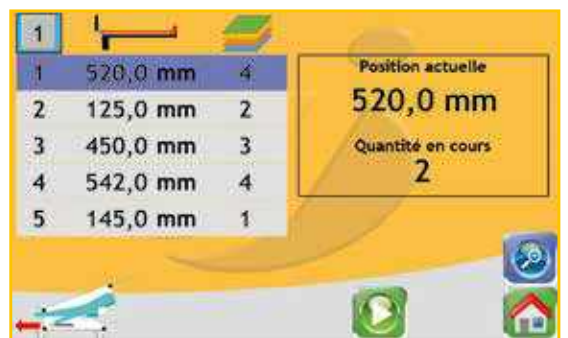 1
1 520,0 mm 4
2 125,0 mm 2
3 450,0 mm 3
4 542,0 mm 4
5 145,0 mm 1
Position actuelle
520,0 mm
Quantité en cours
2